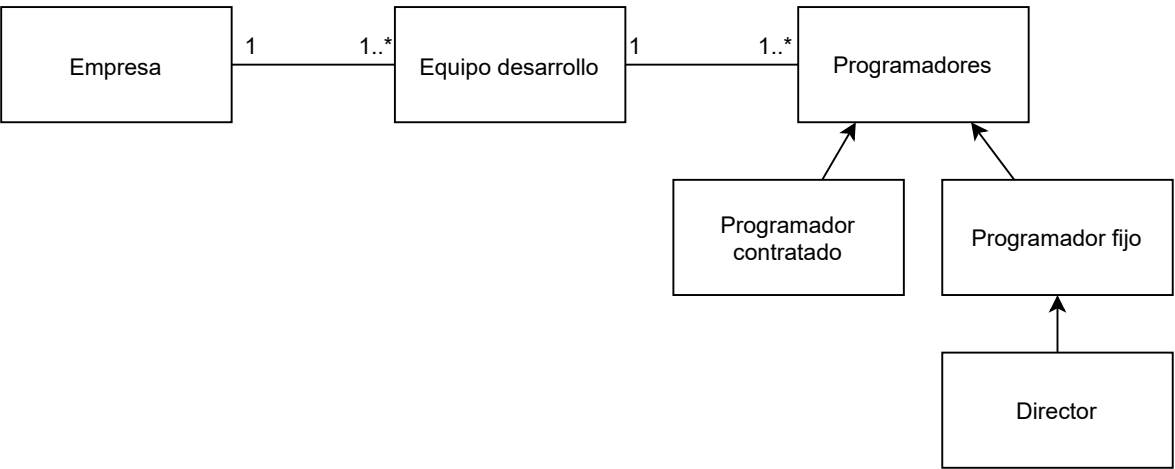 1
1..*
1
1..*
Empresa
Equipo desarrollo
Programadores
Programador
contratado
Programador fijo
Director